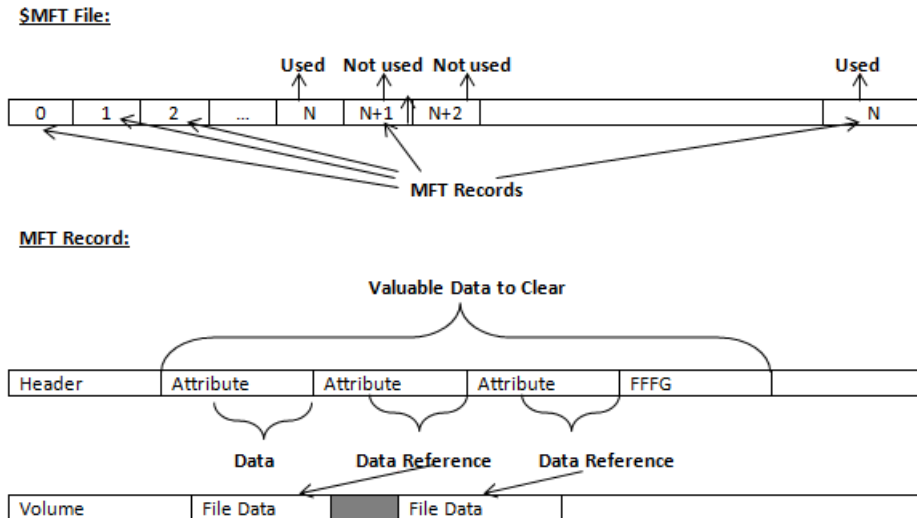 $MFT File:
Used Not used Not used Used
0 1 2 ... N N+1 N+2 N
MFT Records
MFT Record:
Valuable Data to Clear
Header Attribute Attribute Attribute FFFG
Data Data Reference Data Reference
Volume File Data File Data